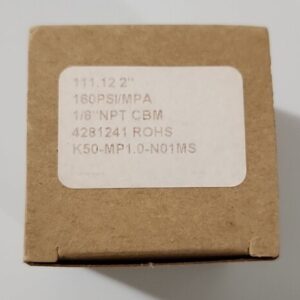 111.12 2"
160PSI/MPA
1/8"NPT CBM
4281241 ROHS
K50-MP1.0-N01MS